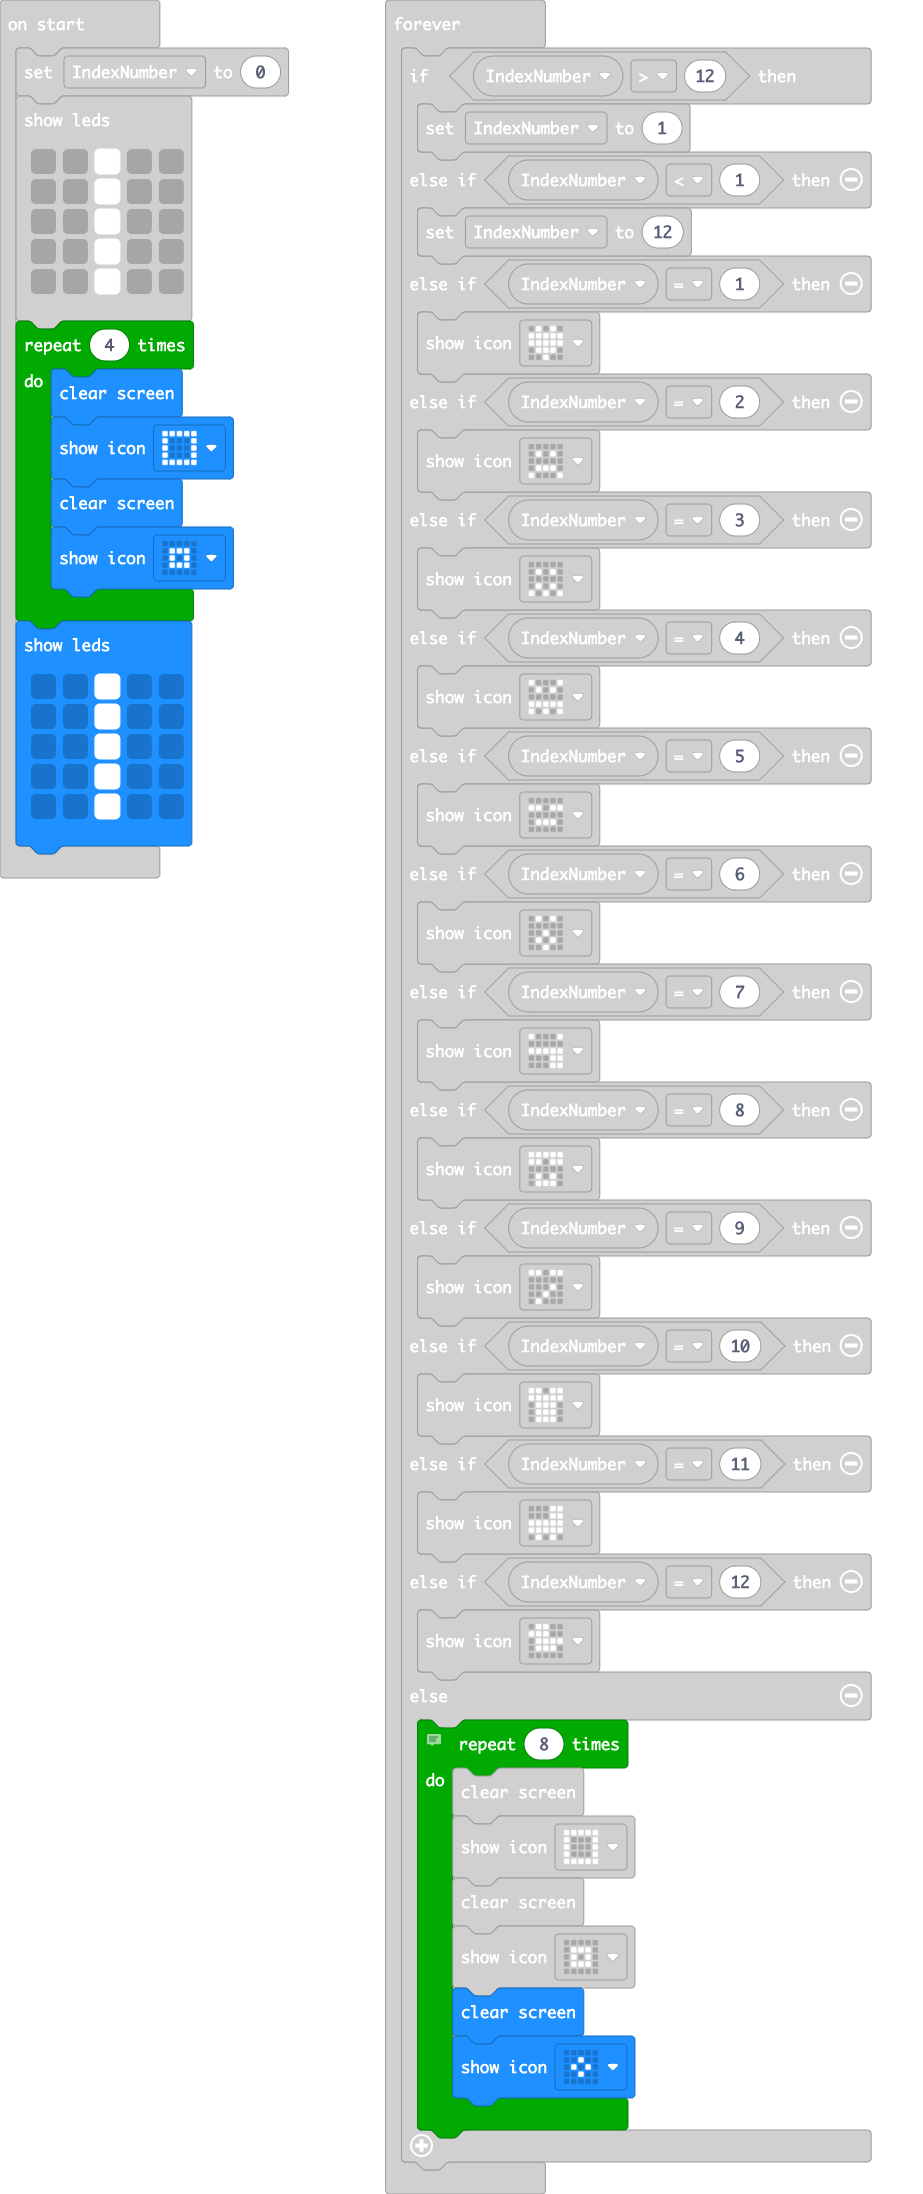 on start
set IndexNumber to 0
show leds
repeat 4 times
do
clear screen
show icon
clear screen
show icon
show leds
forever
if IndexNumber > 12 then
set IndexNumber to 1
else if IndexNumber < 1 then
set IndexNumber to 12
else if IndexNumber = 1 then
show icon
else if IndexNumber = 2 then
show icon
else if IndexNumber = 3 then
show icon
else if IndexNumber = 4 then
show icon
else if IndexNumber = 5 then
show icon
else if IndexNumber = 6 then
show icon
else if IndexNumber = 7 then
show icon
else if IndexNumber = 8 then
show icon
else if IndexNumber = 9 then
show icon
else if IndexNumber = 10 then
show icon
else if IndexNumber = 11 then
show icon
else if IndexNumber = 12 then
show icon
else
repeat 8 times
do
clear screen
show icon
clear screen
show icon
clear screen
show icon